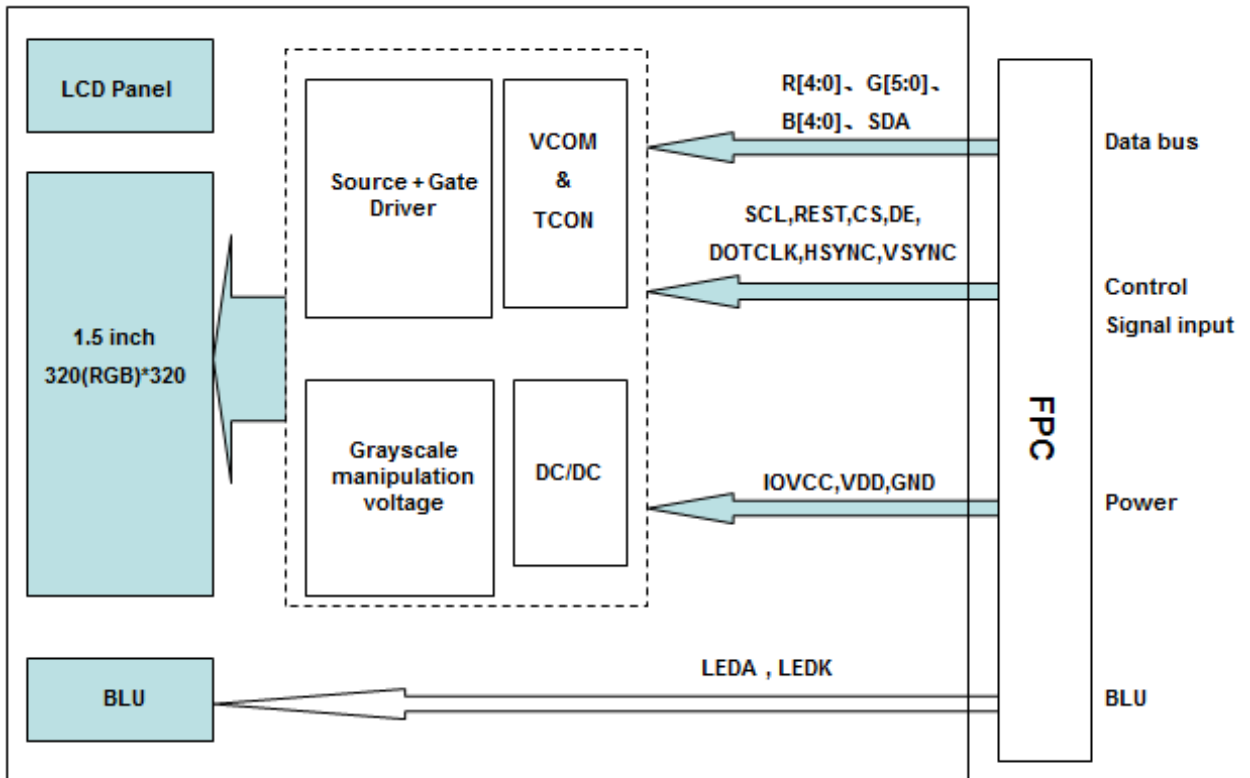 LCD Panel
1.5 inch
320(RGB)*320
BLU
Source + Gate
Driver
VCOM
&
TCON
Grayscale
manipulation
voltage
DC/DC
R[4:0]、G[5:0]、
B[4:0]、SDA
SCL,REST,CS,DE,
DOTCLK,HSYNC,VSYNC
IOVCC,VDD,GND
LEDA , LEDK
FPC
Data bus
Control
Signal input
Power
BLU